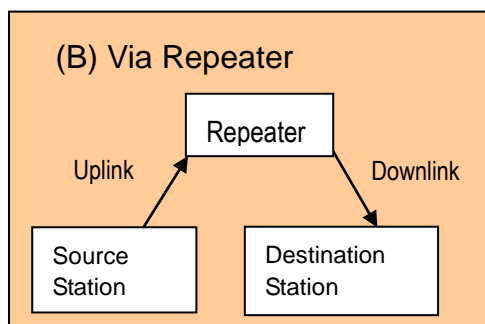 (B) Via Repeater
Repeater
Uplink
Downlink
Source
Station
Destination
Station